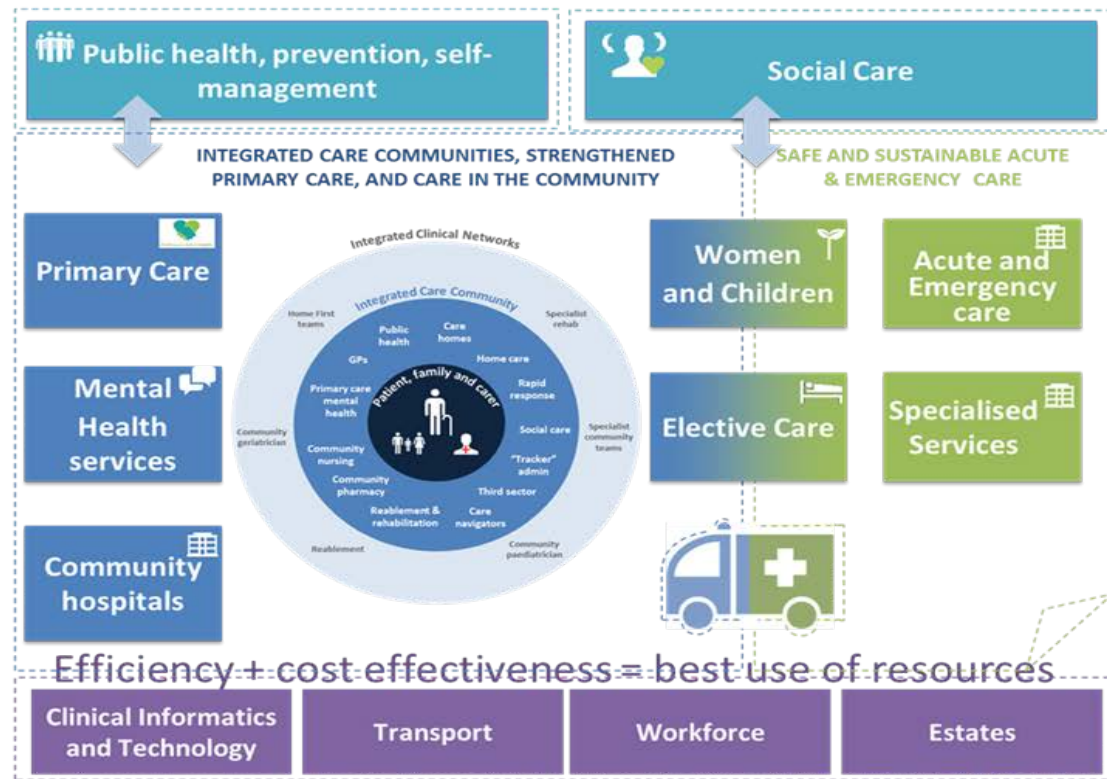 Public health, prevention, self-
management
Social Care
INTEGRATED CARE COMMUNITIES, STRENGTHENED
PRIMARY CARE, AND CARE IN THE COMMUNITY
SAFE AND SUSTAINABLE ACUTE
& EMERGENCY CARE
Primary Care
Mental
Health
services
Community
hospitals
Integrated Clinical Networks
Home First
teams
Specialist
rehab
Community
geriatrician
Specialist
community
teams
Reablement
Community
paediatrician
Integrated Care Community
Public
health
Care
homes
GPs
Home care
Primary care
mental
health
Rapid
response
Social care
Community
nursing
"Tracker"
admin
Community
pharmacy
Third sector
Reablement &
rehabilitation
Care
navigators
Patient, family and carer
Women
and Children
Acute and
Emergency
care
Elective Care
Specialised
Services
Efficiency + cost effectiveness = best use of resources
Clinical Informatics
and Technology
Transport
Workforce
Estates